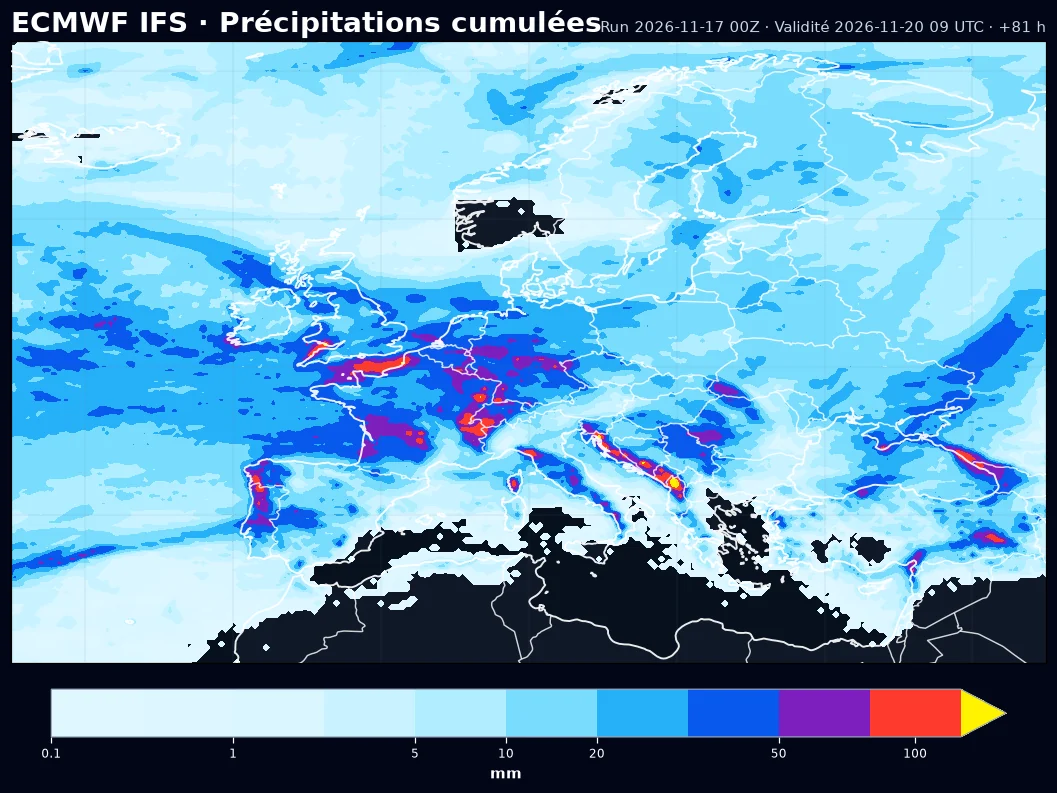 ECMWF IFS · Précipitations cumulées
Run 2026-11-17 00Z · Validité 2026-11-20 09 UTC · +81 h
0.1 1 5 10 20 50 100
mm